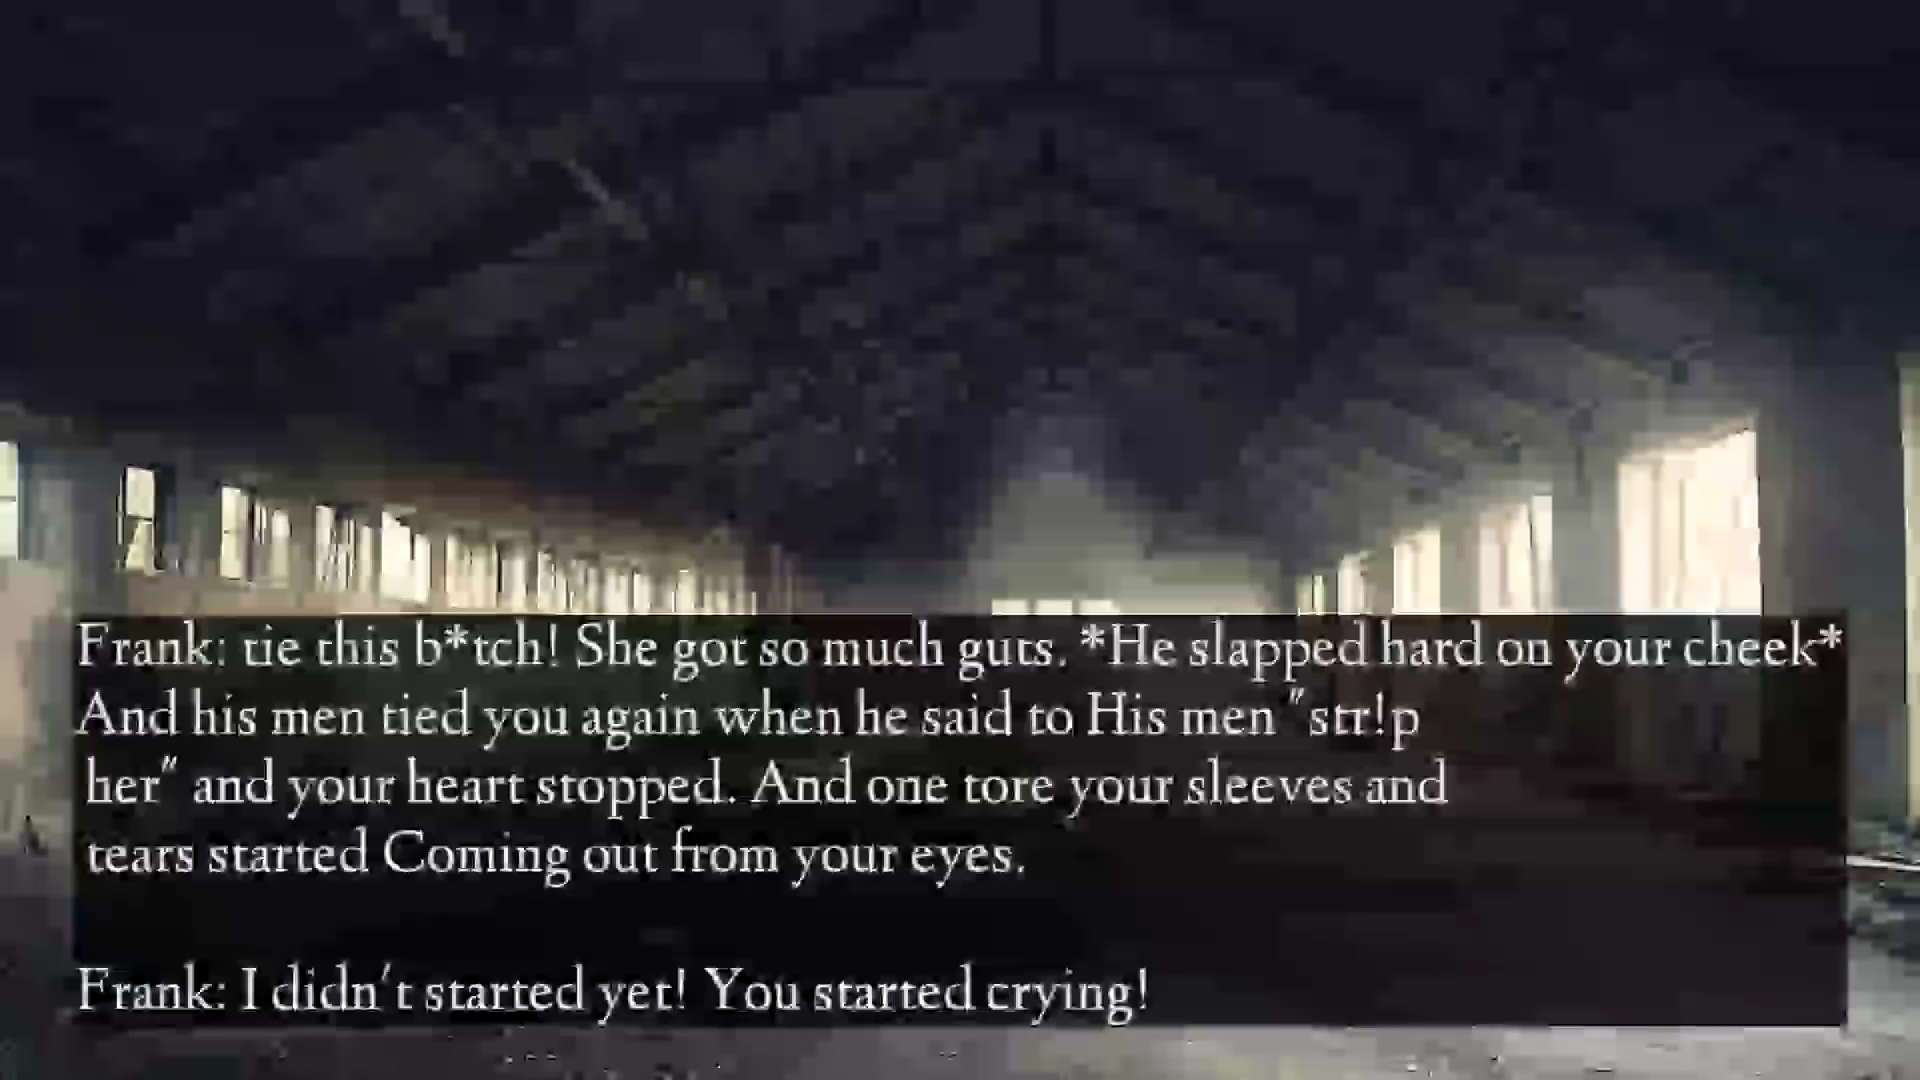 Frank: tie this b*tch! She got so much guts. *He slapped hard on your cheek*
And his men tied you again when he said to His men "str!p
her" and your heart stopped. And one tore your sleeves and
tears started Coming out from your eyes.
Frank: I didn't started yet! You started crying!